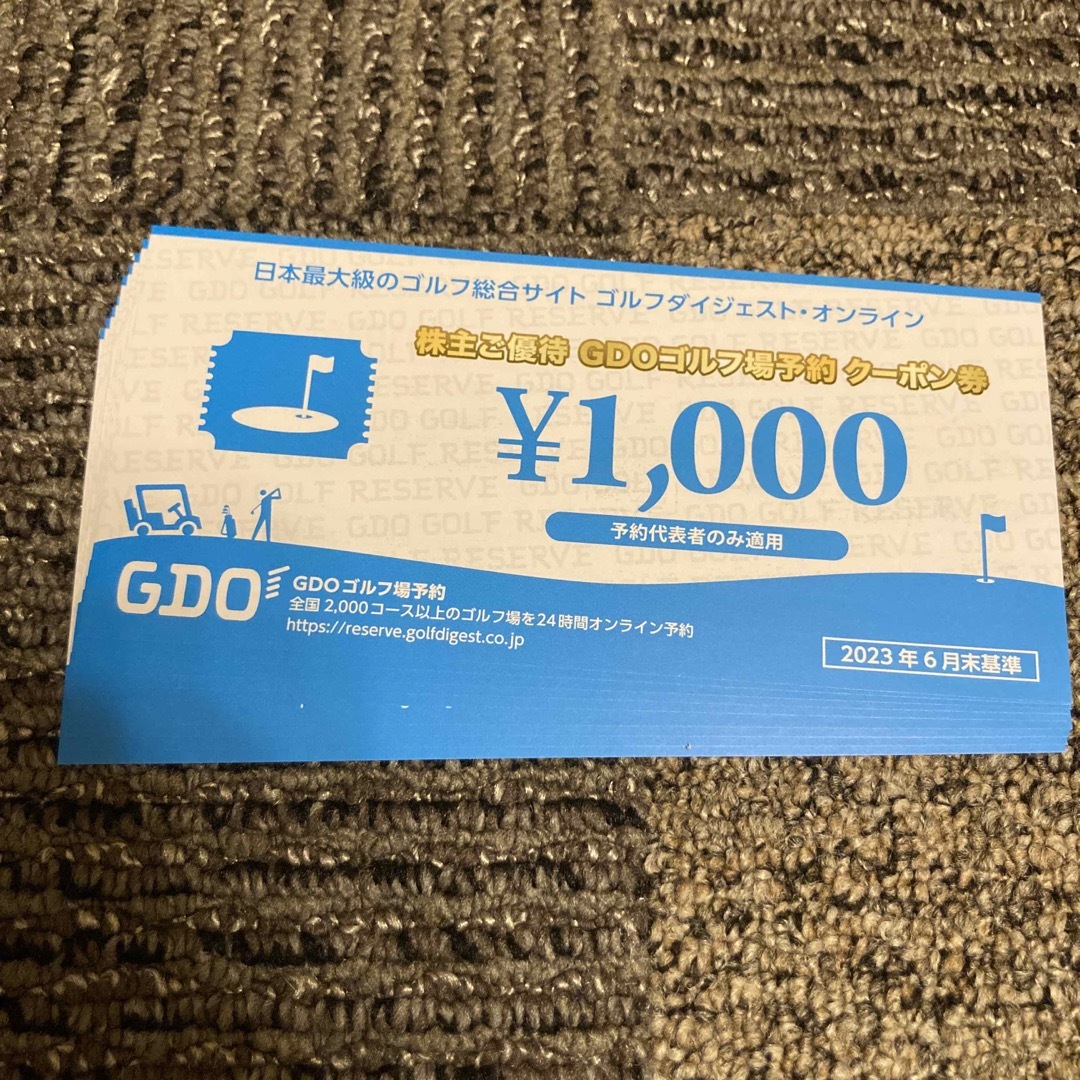 日本最大級のゴルフ総合サイト ゴルフダイジェスト・オンライン
株主ご優待 GDOゴルフ場予約 クーポン券
¥1,000
予約代表者のみ適用
GDO
GDOゴルフ場予約
全国2,000コース以上のゴルフ場を24時間オンライン予約
https://reserve.golfdigest.co.jp
2023年6月末基準